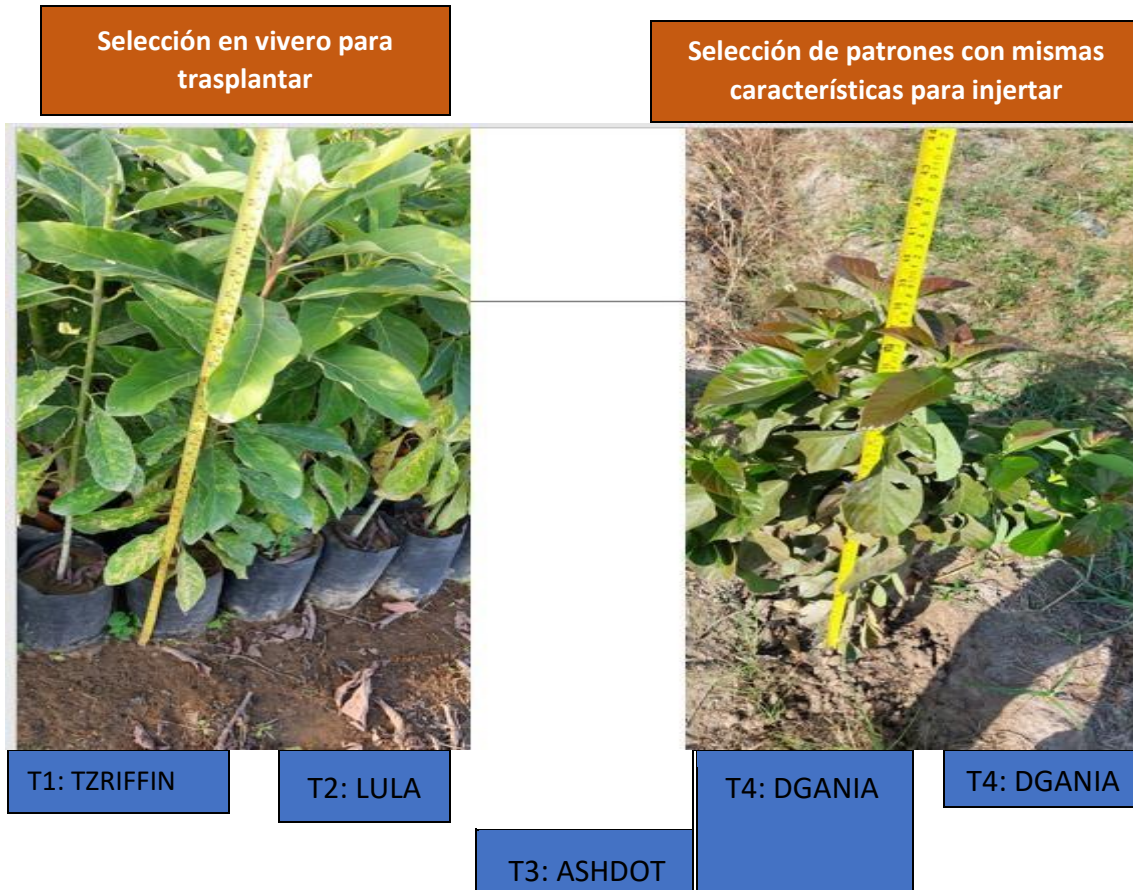 Selección en vivero para
trasplantar
Selección de patrones con mismas
características para injertar
T1: TZRIFFIN
T2: LULA
T4: DGANIA
T4: DGANIA
T3: ASHDOT